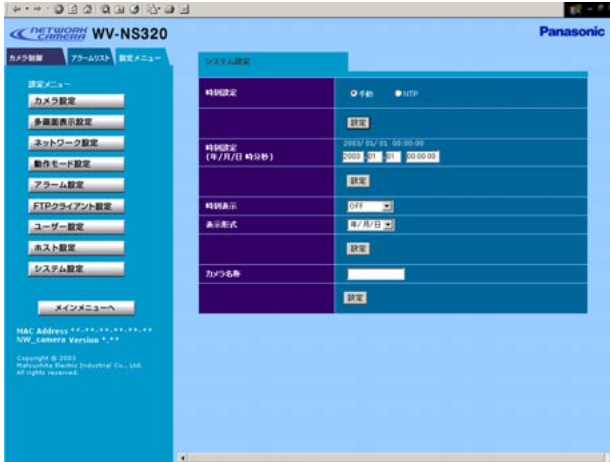 NETWORK CAMERA WV-NS320
Panasonic
カメラ制御 アラームリスト 設定メニュー
システム設定
設定メニュー
カメラ設定
多画面表示設定
ネットワーク設定
動作モード設定
アラーム設定
FTPクライアント設定
ユーザー設定
ホスト設定
システム設定
メインメニューへ
MAC Address **-**-**-**-**-**
NW_camera Version *.**
Copyright @ 2003
Matsushita Electric Industrial Co., Ltd.
All rights reserved.
時刻設定 手動 NTP
設定
時刻設定
(年/月/日 時分秒)
2003/01/01 00:00:00
2003 /01 /01 00:00:00
設定
時刻表示 OFF
表示形式 年/月/日
設定
カメラ名称
設定